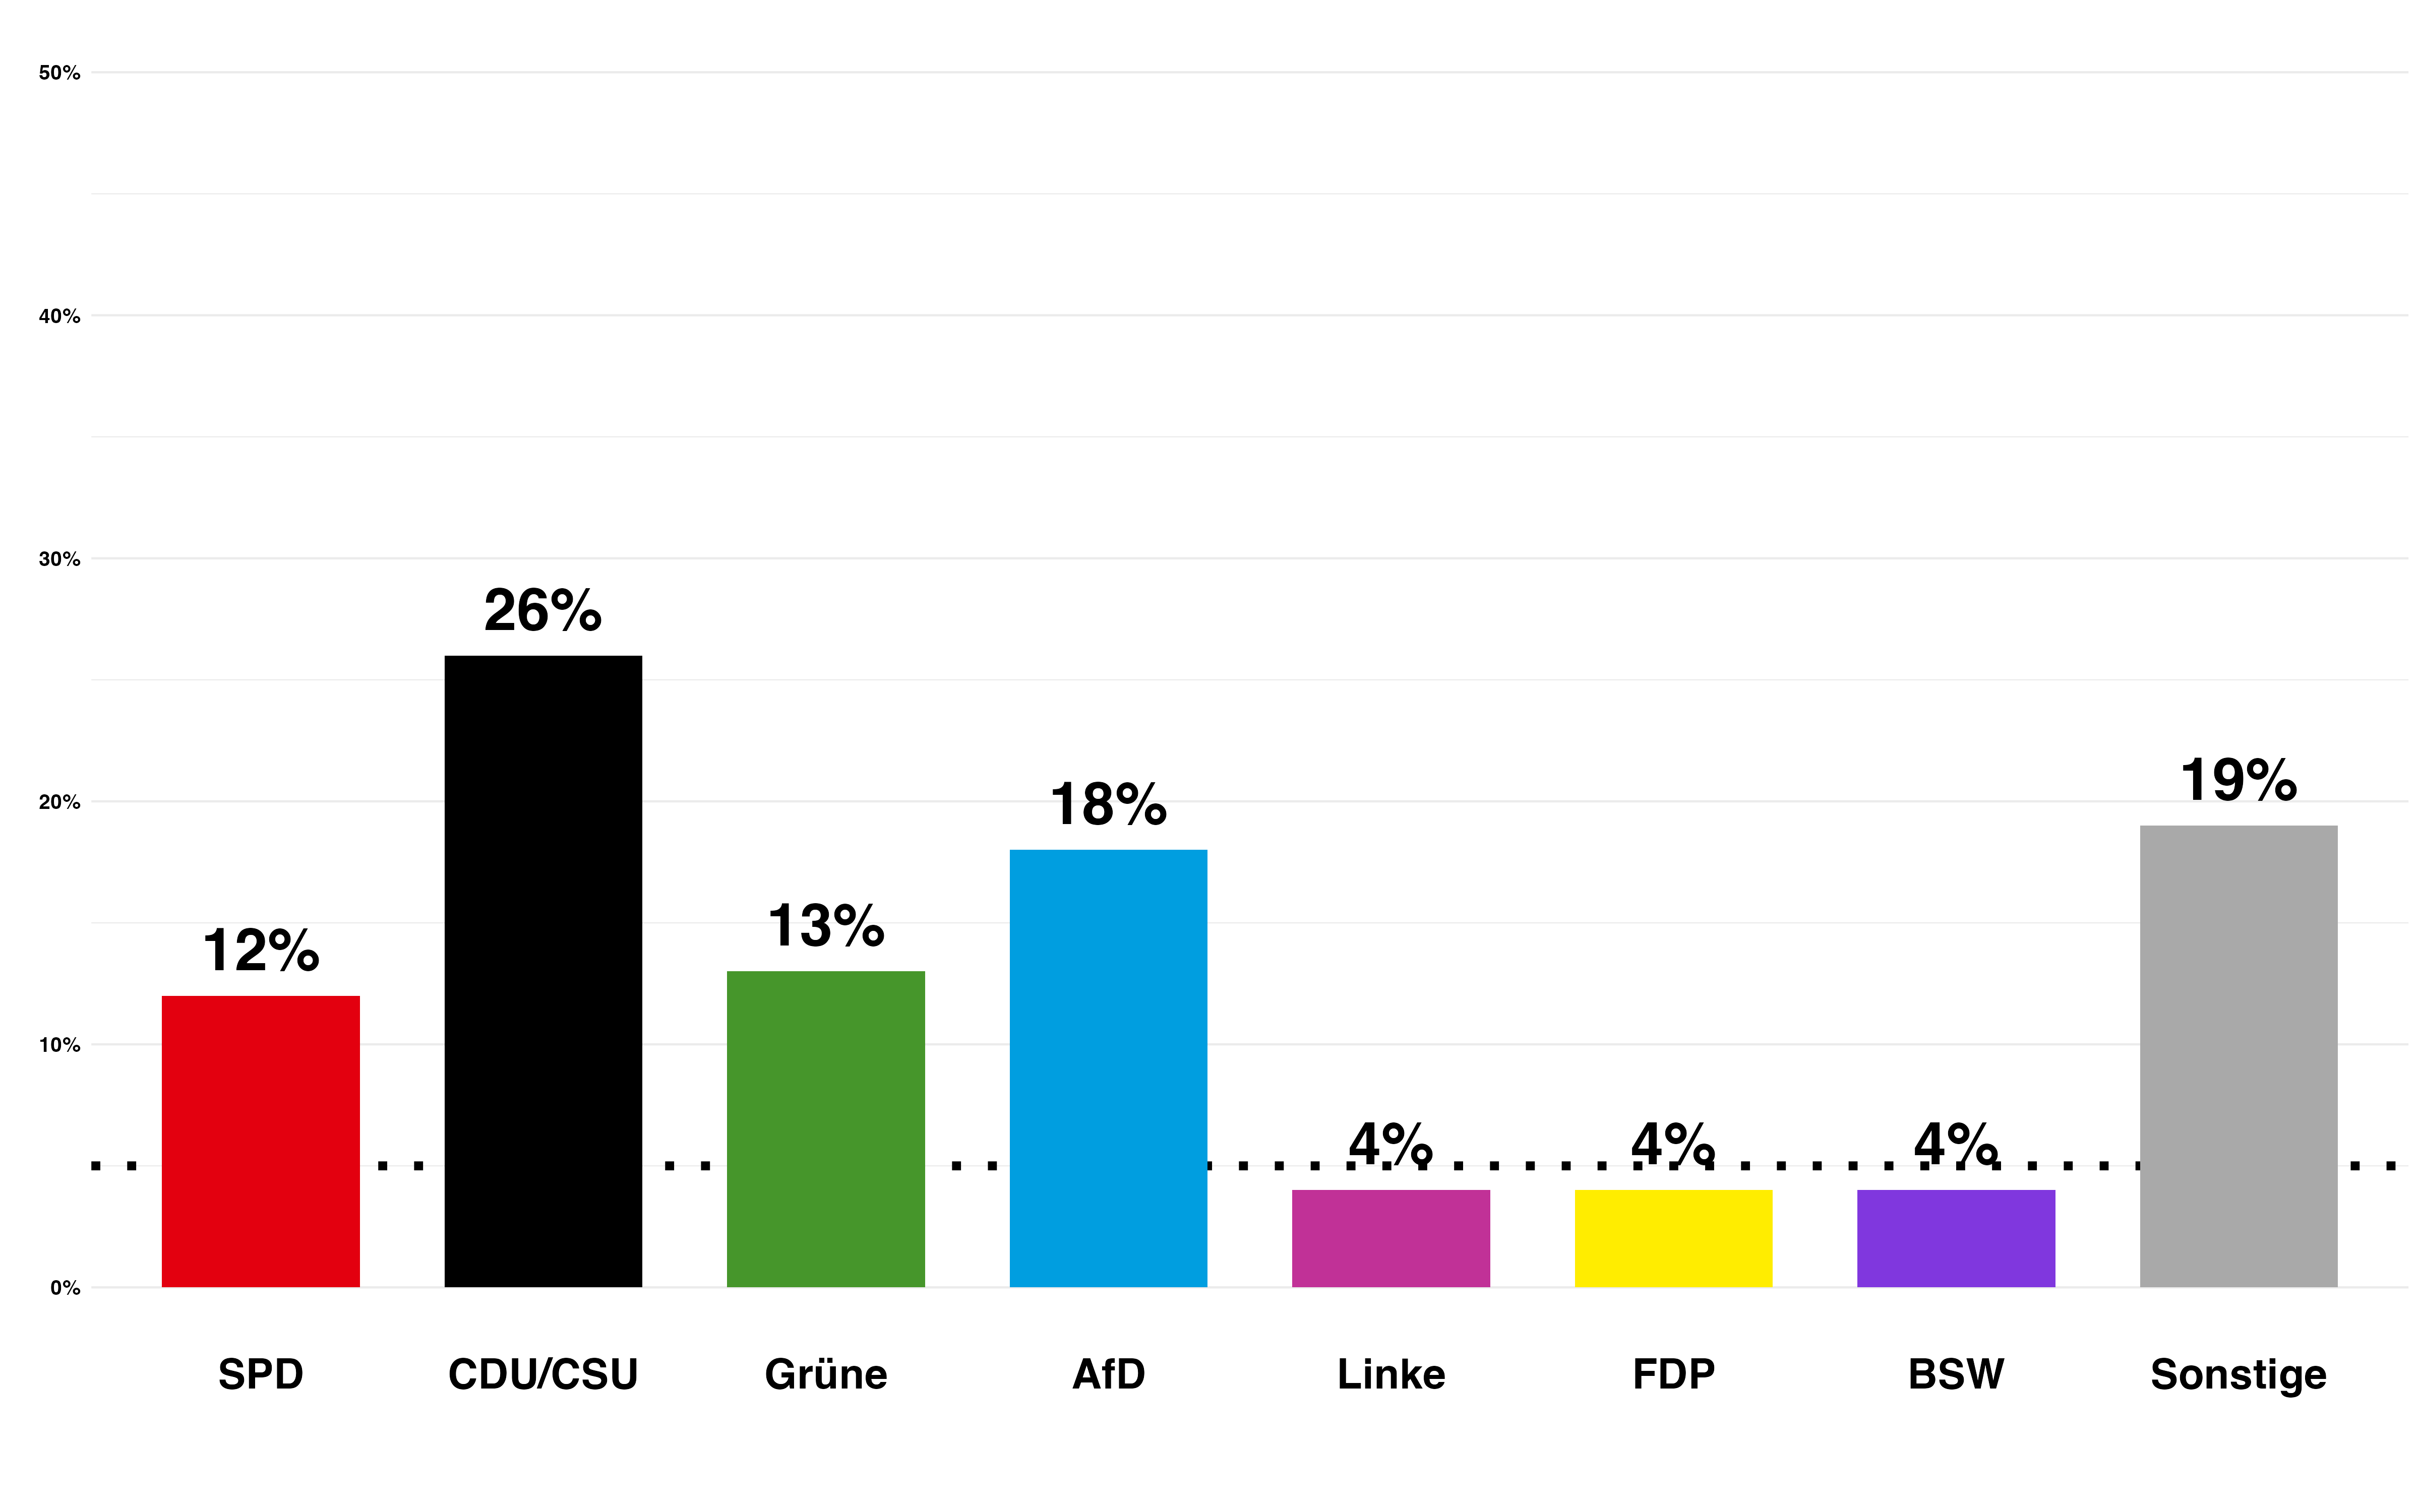 50%
40%
30%
20%
10%
0%
12%
26%
13%
18%
4%
4%
4%
19%
SPD
CDU/CSU
Grüne
AfD
Linke
FDP
BSW
Sonstige